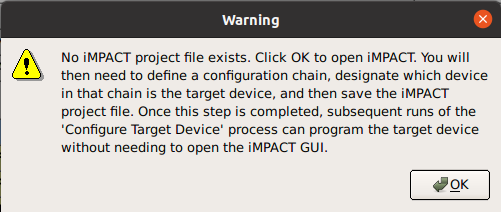 Warning
No iMPACT project file exists. Click OK to open iMPACT. You will
then need to define a configuration chain, designate which device
in that chain is the target device, and then save the iMPACT
project file. Once this step is completed, subsequent runs of the
'Configure Target Device' process can program the target device
without needing to open the iMPACT GUI.
OK